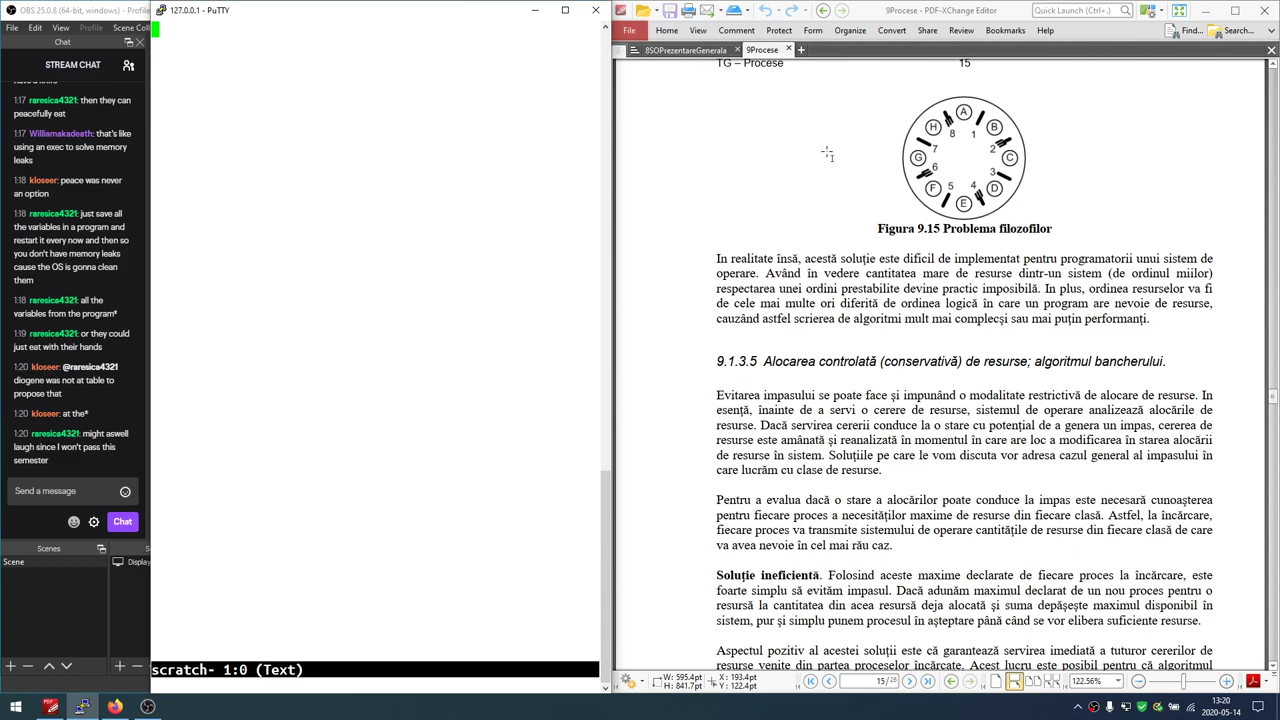 OBS 25.0.8 (64-bit, windows) - Profile
File Edit View Profile Scene Coll
Chat
STREAM CHAT
1:17 raresica4321: then they can
peacefully eat
1:17 Williamakadeath: that's like
using an exec to solve memory
leaks
1:18 kloseer: peace was never
an option
1:18 raresica4321: just save all
the variables in a program and
restart it every now and then so
you don't have memory leaks
cause the OS is gonna clean
them
1:18 raresica4321: all the
variables from the program*
1:19 raresica4321: or they could
just eat with their hands
1:20 kloseer: @raresica4321
diogene was not at table to
propose that
1:20 kloseer: at the*
1:20 raresica4321: might aswell
laugh since I won't pass this
semester
Send a message
Chat
Scenes
Scene
Display
127.0.0.1 - PuTTY
scratch- 1:0 (Text)
9Procese - PDF-XChange Editor
Quick Launch...
File Home View Comment Protect Form Organize Convert Share Review Bookmarks Help
Find...
Search...
8SOPrezentareGenerala
9Procese
TG – Procese 15
A
H B
8 1
7 2
G C
6 3
F 5 4 D
E
Figura 9.15 Problema filozofilor
In realitate însă, acestă soluţie este dificil de implementat pentru programatorii unui sistem de
operare. Având în vedere cantitatea mare de resurse dintr-un sistem (de ordinul miilor)
respectarea unei ordini prestabilite devine practic imposibilă. In plus, ordinea resurselor va fi
de cele mai multe ori diferită de ordinea logică în care un program are nevoie de resurse,
cauzând astfel scrierea de algoritmi mult mai complecşi sau mai puţin performanţi.
9.1.3.5 Alocarea controlată (conservativă) de resurse; algoritmul bancherului.
Evitarea impasului se poate face şi impunând o modalitate restrictivă de alocare de resurse. In
esenţă, înainte de a servi o cerere de resurse, sistemul de operare analizează alocările de
resurse. Dacă servirea cererii conduce la o stare cu potenţial de a genera un impas, cererea de
resurse este amânată şi reanalizată în momentul în care are loc a modificarea în starea alocării
de resurse în sistem. Soluţiile pe care le vom discuta vor adresa cazul general al impasului în
care lucrăm cu clase de resurse.
Pentru a evalua dacă o stare a alocărilor poate conduce la impas este necesară cunoaşterea
pentru fiecare proces a necesităţilor maxime de resurse din fiecare clasă. Astfel, la încărcare,
fiecare proces va transmite sistemului de operare cantităţile de resurse din fiecare clasă de care
va avea nevoie în cel mai rău caz.
Soluţie ineficientă. Folosind aceste maxime declarate de fiecare proces la încărcare, este
foarte simplu să evităm impasul. Dacă adunăm maximul declarat de un nou proces pentru o
resursă la cantitatea din acea resursă deja alocată şi suma depăşeşte maximul disponibil în
sistem, pur şi simplu punem procesul în aşteptare până când se vor elibera suficiente resurse.
Aspectul pozitiv al acestei soluţii este că garantează servirea imediată a tuturor cererilor de
resurse venite din partea proceselor încărcate. Acest lucru este posibil pentru că algoritmul
W: 595.4pt
H: 841.7pt
X: 193.4pt
Y: 122.4pt
15 / 26
122.56%
13:20
2020-05-14